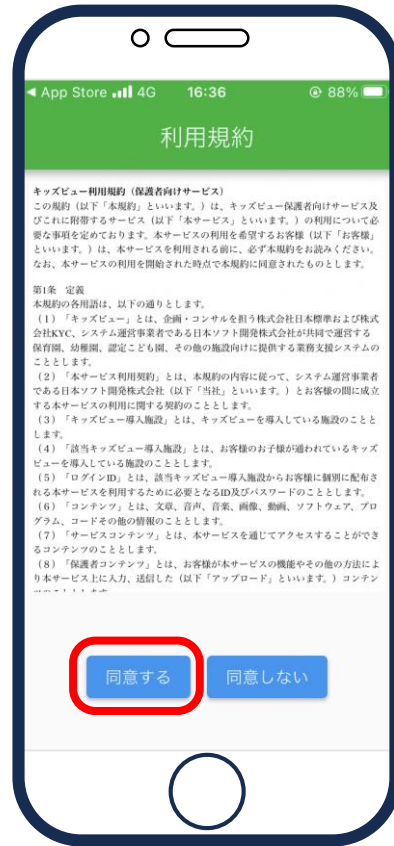 ◀ App Store 4G 16:36 88%
利用規約
キッズビュー利用規約（保護者向けサービス）
この規約（以下「本規約」といいます。）は、キッズビュー保護者向けサービス及
びこれに附帯するサービス（以下「本サービス」といいます。）の利用について必
要な事項を定めております。本サービスの利用を希望するお客様（以下「お客様」
といいます。）は、本サービスを利用される前に、必ず本規約をお読みください。
なお、本サービスの利用を開始された時点で本規約に同意されたものとします。
第1条　定義
本規約の各用語は、以下の通りとします。
（１）「キッズビュー」とは、企画・コンサルを担う株式会社日本標準および株式
会社KYC、システム運営事業者である日本ソフト開発株式会社が共同で運営する
保育園、幼稚園、認定こども園、その他の施設向けに提供する業務支援システムの
こととします。
（２）「本サービス利用契約」とは、本規約の内容に従って、システム運営事業者
である日本ソフト開発株式会社（以下「当社」といいます。）とお客様の間に成立
する本サービスの利用に関する契約のこととします。
（３）「キッズビュー導入施設」とは、キッズビューを導入している施設のことと
します。
（４）「該当キッズビュー導入施設」とは、お客様のお子様が通われているキッズ
ビューを導入している施設のこととします。
（５）「ログインID」とは、該当キッズビュー導入施設からお客様に個別に配布さ
れる本サービスを利用するために必要となるID及びパスワードのこととします。
（６）「コンテンツ」とは、文章、音声、音楽、画像、動画、ソフトウェア、プロ
グラム、コードその他の情報のこととします。
（７）「サービスコンテンツ」とは、本サービスを通じてアクセスすることができ
るコンテンツのこととします。
（８）「保護者コンテンツ」とは、お客様が本サービスの機能やその他の方法によ
り本サービス上に入力、送信した（以下「アップロード」といいます。）コンテン
同意する　同意しない